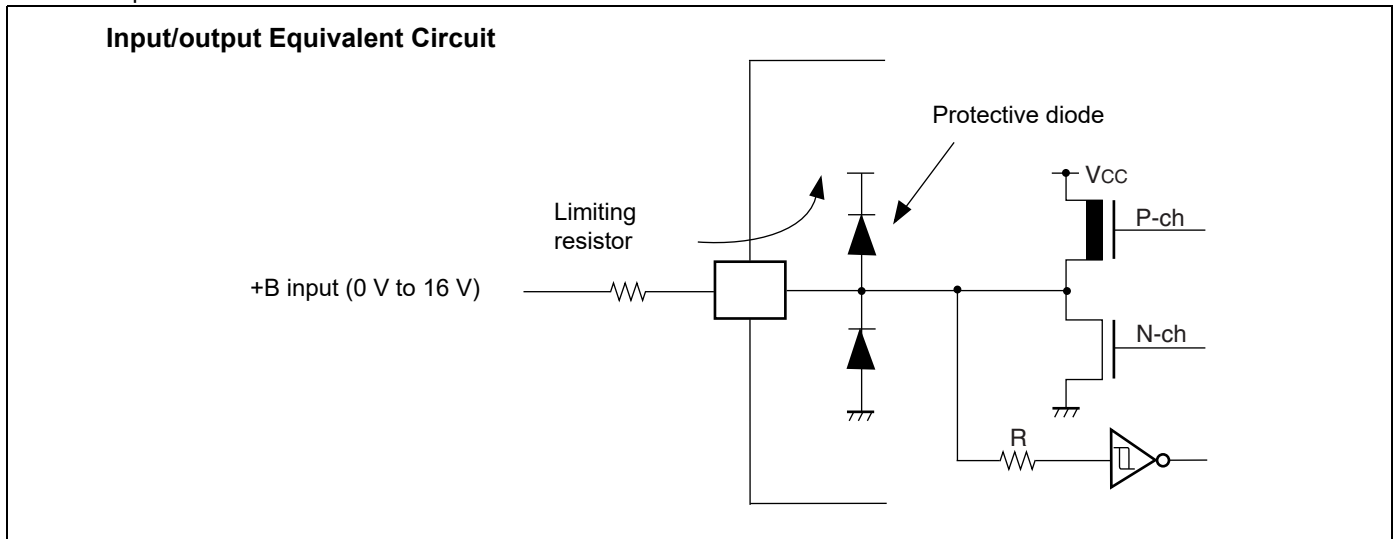 Input/output Equivalent Circuit
Protective diode
VCC
Limiting
resistor
P-ch
+B input (0 V to 16 V)
N-ch
R